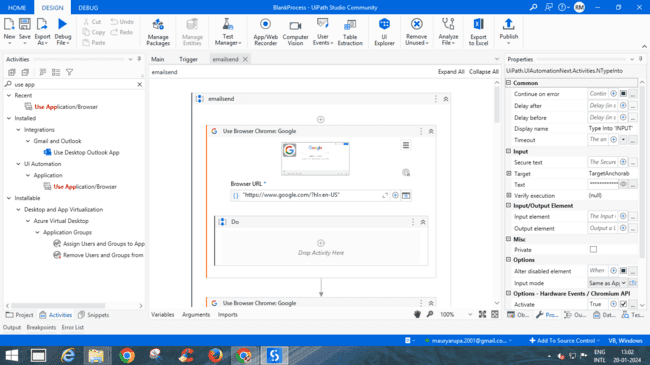 HOME DESIGN DEBUG BlankProcess - UiPath Studio Community RM
New Save Export As Debug File Cut Undo Copy Redo Paste Manage Packages Manage Entities Test Manager App/Web Recorder Computer Vision User Events Table Extraction UI Explorer Remove Unused Analyze File Export to Excel Publish
Activities Main Trigger emailsend Properties
emailsend Expand All Collapse All UiPath.UIAutomationNext.Activities.NTypeInto
use app
Recent
Use Application/Browser
Installed
Integrations
Gmail and Outlook
Use Desktop Outlook App
UI Automation
Application
Use Application/Browser
Installable
Desktop and App Virtualization
Azure Virtual Desktop
Application Groups
Assign Users and Groups to App
Remove Users and Groups from
emailsend
Use Browser Chrome: Google
Google
Browser URL *
"https://www.google.com/?hl=en-US"
Do
Drop Activity Here
Use Browser Chrome: Google
Common
Continue on error Contin
Delay after Delay (in s
Delay before Delay (in s
Display name Type Into 'INPUT'
Timeout The an
Input
Secure text The Secure
Target TargetAnchorab
Text **************
Verify execution (null)
Input/Output Element
Input element The Input
Output element Output a U
Misc
Private
Options
Alter disabled element When
Input mode Same as App
Options - Hardware Events / Chromium API
Activate True
Project Activities Snippets Variables Arguments Imports 100% Ob... Pro... Ou... Dat... Tes...
Output Breakpoints Error List
mauryarupa.2001@gmail.co... Add To Source Control VB, Windows
ENG INTL 13:02 20-01-2024